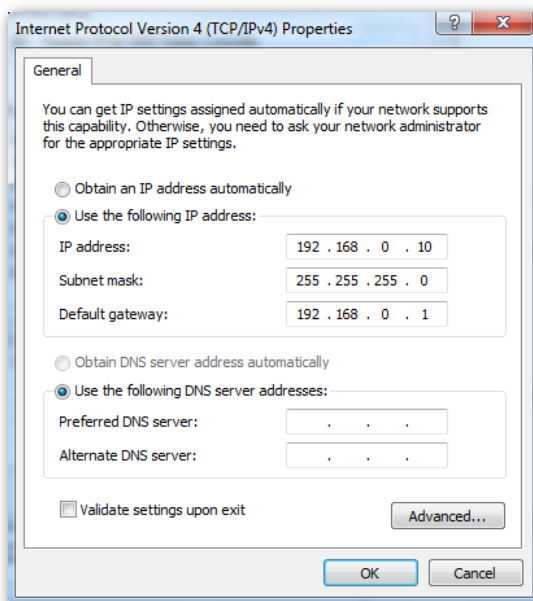 Internet Protocol Version 4 (TCP/IPv4) Properties
?
X
General
You can get IP settings assigned automatically if your network supports
this capability. Otherwise, you need to ask your network administrator
for the appropriate IP settings.
Obtain an IP address automatically
Use the following IP address:
IP address: 192 . 168 . 0 . 10
Subnet mask: 255 . 255 . 255 . 0
Default gateway: 192 . 168 . 0 . 1
Obtain DNS server address automatically
Use the following DNS server addresses:
Preferred DNS server: . . .
Alternate DNS server: . . .
Validate settings upon exit
Advanced...
OK Cancel